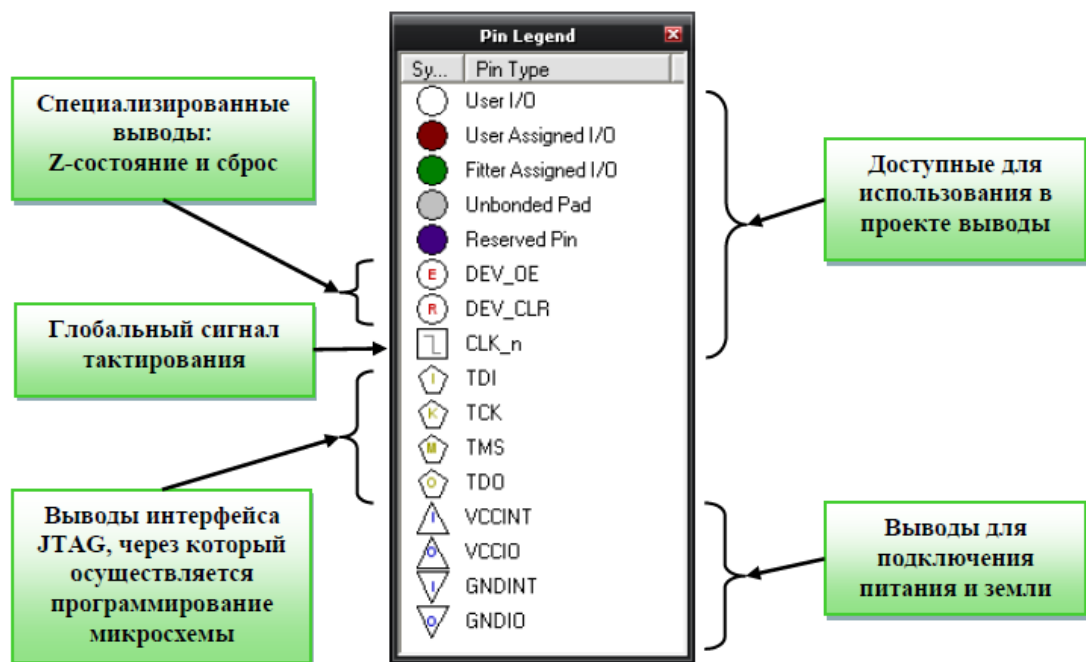 Pin Legend
Sy... Pin Type
User I/O
User Assigned I/O
Fitter Assigned I/O
Unbonded Pad
Reserved Pin
E DEV_OE
R DEV_CLR
CLK_n
I TDI
K TCK
M TMS
O TDO
I VCCINT
O VCCIO
I GNDINT
O GNDIO
Специализированные
выводы:
Z-состояние и сброс
Глобальный сигнал
тактирования
Выводы интерфейса
JTAG, через который
осуществляется
программирование
микросхемы
Доступные для
использования в
проекте выводы
Выводы для
подключения
питания и земли